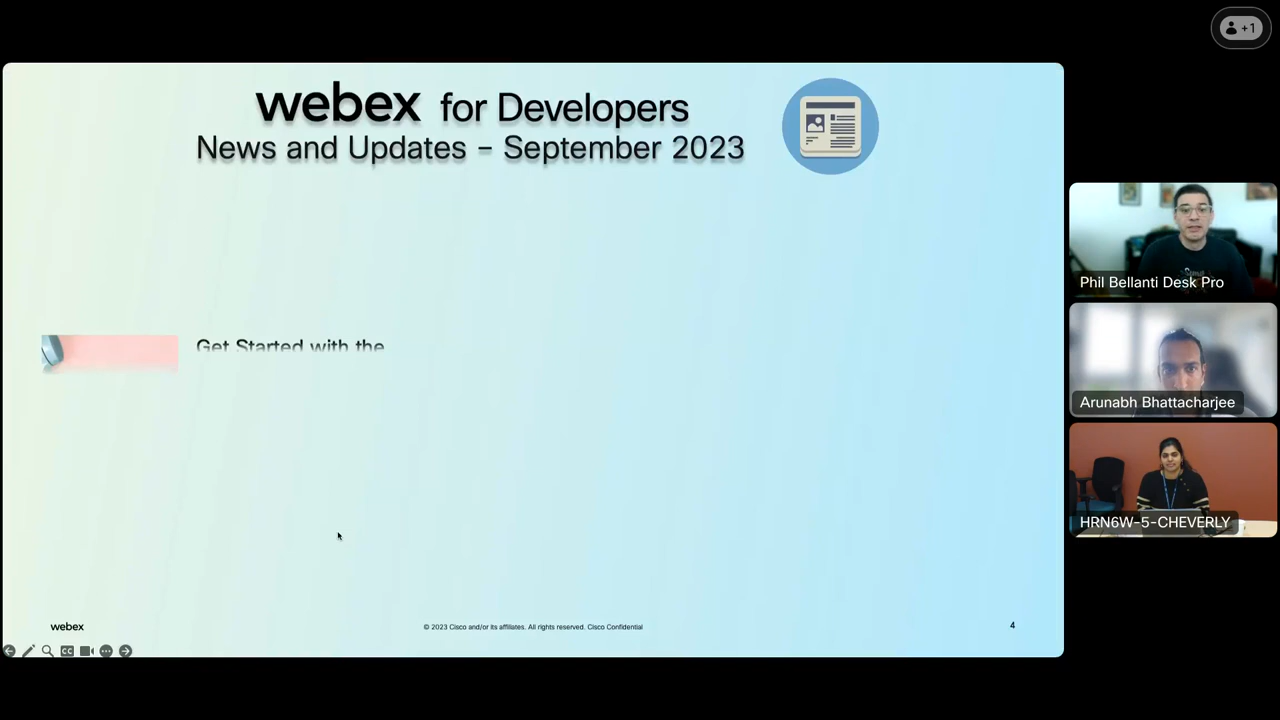 +1
webex for Developers
News and Updates – September 2023
Get Started with the
webex
© 2023 Cisco and/or its affiliates. All rights reserved. Cisco Confidential
4
CC
Phil Bellanti Desk Pro
Arunabh Bhattacharjee
HRN6W-5-CHEVERLY